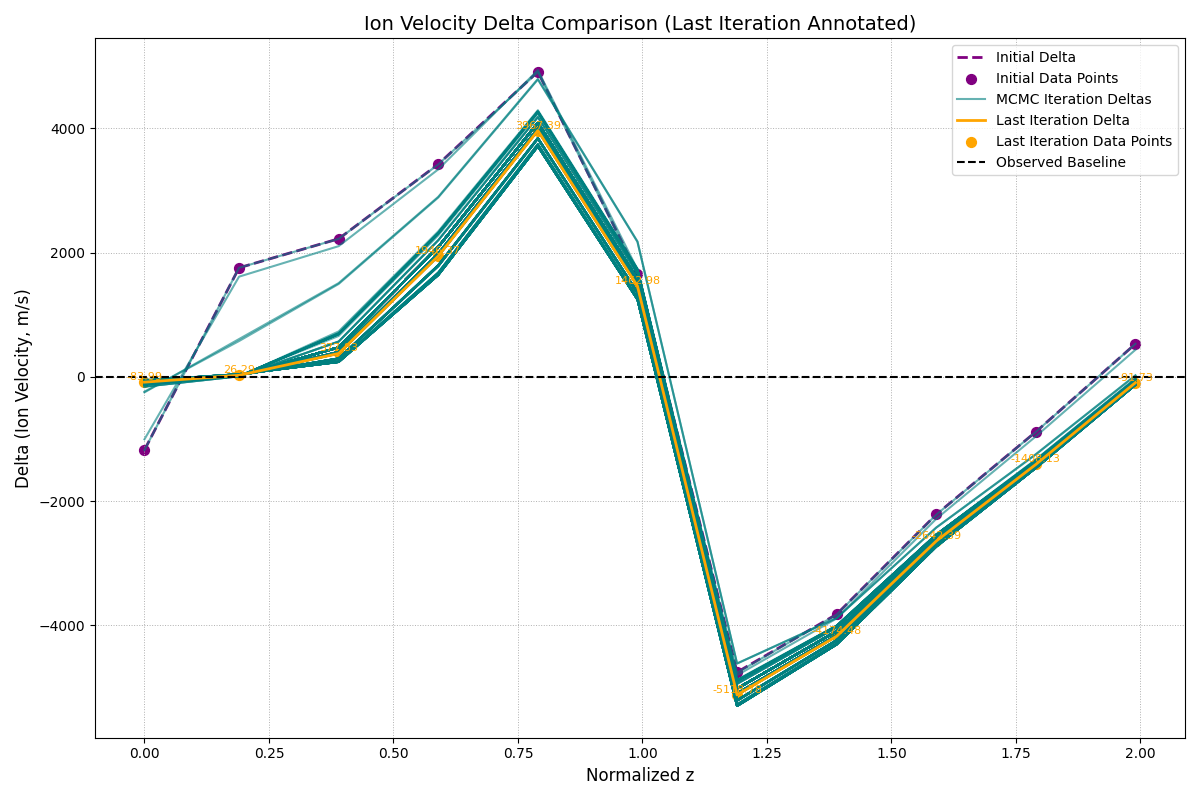 Ion Velocity Delta Comparison (Last Iteration Annotated)
Initial Delta
Initial Data Points
MCMC Iteration Deltas
Last Iteration Delta
Last Iteration Data Points
Observed Baseline
Delta (Ion Velocity, m/s)
4000
2000
0
−2000
−4000
26.29
0.00
0.25
0.50
0.75
1.00
1.25
1.50
1.75
2.00
Normalized z